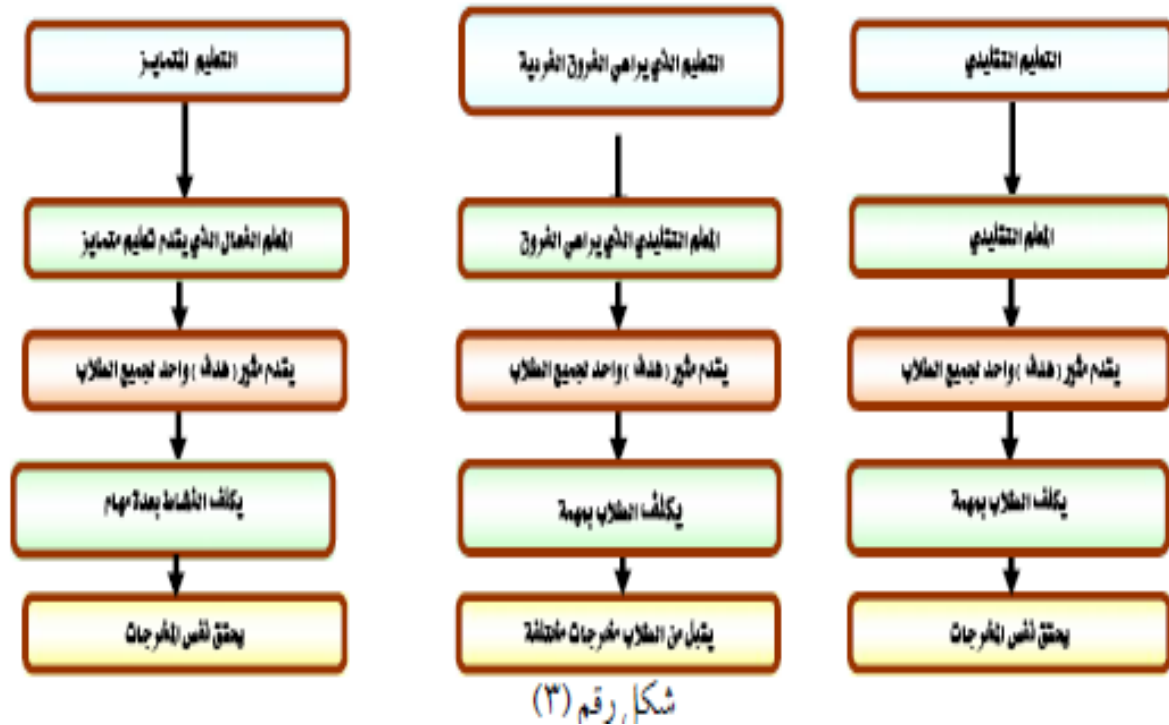 التعليم التقليدي
المعلم التقليدي
يقدم مثير ( هدف ) واحد لجميع الطلاب
يكلف الطلاب بمهمة
يحقق نفس المخرجات
التعليم الذي يراعي الفروق الفردية
المعلم التقليدي الذي يراعي الفروق
يقدم مثير ( هدف ) واحد لجميع الطلاب
يكلف الطلاب بمهمة
يقبل من الطلاب مخرجات مختلفة
التعليم المتمايز
المعلم الفعال الذي يقدم تعليم متمايز
يقدم مثير ( هدف ) واحد لجميع الطلاب
يكلف النشاط بعدة مهام
يحقق نفس المخرجات
شكل رقم (٣)